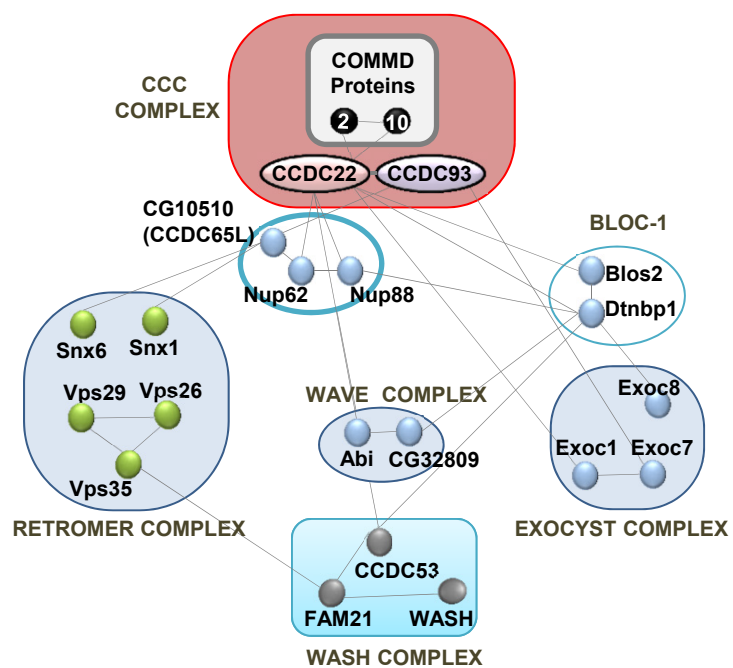 COMMD
Proteins
2 10
CCC
COMPLEX
CCDC22 CCDC93
CG10510
(CCDC65L)
Nup62 Nup88
BLOC-1
Blos2
Dtnbp1
Snx6 Snx1
Vps29 Vps26
Vps35
RETROMER COMPLEX
WAVE COMPLEX
Abi CG32809
Exoc8
Exoc1 Exoc7
EXOCYST COMPLEX
CCDC53
FAM21 WASH
WASH COMPLEX